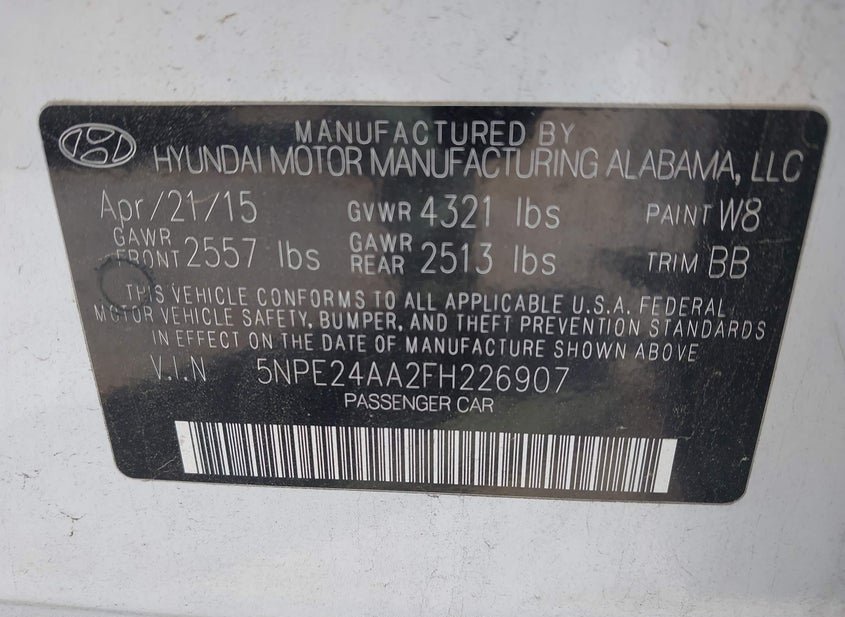 MANUFACTURED BY
HYUNDAI MOTOR MANUFACTURING ALABAMA, LLC
Apr/21/15 GVWR 4321 lbs PAINT W8
GAWR FRONT 2557 lbs GAWR REAR 2513 lbs TRIM BB
THIS VEHICLE CONFORMS TO ALL APPLICABLE U.S.A. FEDERAL
MOTOR VEHICLE SAFETY, BUMPER, AND THEFT PREVENTION STANDARDS
IN EFFECT ON THE DATE OF MANUFACTURE SHOWN ABOVE
V.I.N 5NPE24AA2FH226907
PASSENGER CAR